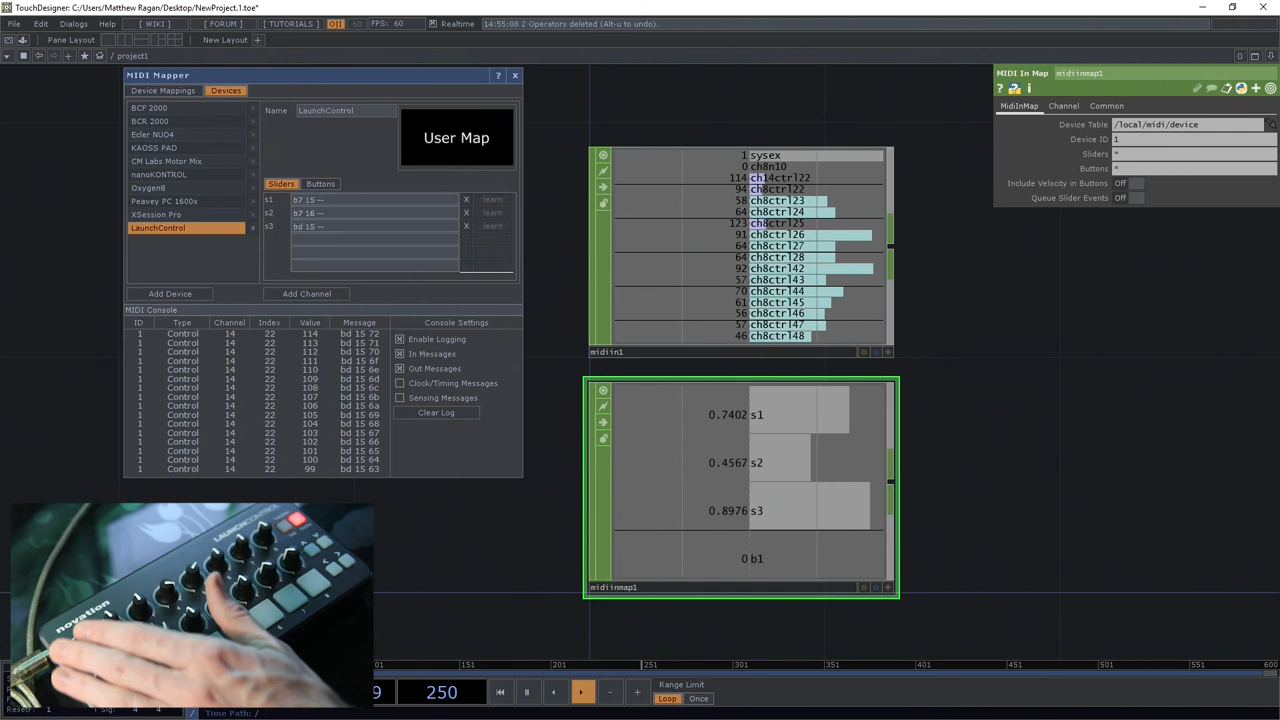 TouchDesigner: C:/Users/Matthew Ragan/Desktop/NewProject.1.toe*
File Edit Dialogs Help [ WIKI ] [ FORUM ] [ TUTORIALS ] O|I 60 FPS: 60 Realtime 14:55:08 2 Operators deleted (Alt-u to undo).
Pane Layout New Layout +
/ project1
MIDI Mapper ? x
Device Mappings Devices
BCF 2000
BCR 2000
Ecler NUO4
KAOSS PAD
CM Labs Motor Mix
nanoKONTROL
Oxygen8
Peavey PC 1600x
XSession Pro
LaunchControl x
Name LaunchControl
User Map
Sliders Buttons
s1 b7 15 -- X learn
s2 b7 16 -- X learn
s3 bd 15 -- X learn
Add Device Add Channel
MIDI Console
ID Type Channel Index Value Message
1 Control 14 22 114 bd 15 72
1 Control 14 22 113 bd 15 71
1 Control 14 22 112 bd 15 70
1 Control 14 22 111 bd 15 6f
1 Control 14 22 110 bd 15 6e
1 Control 14 22 109 bd 15 6d
1 Control 14 22 108 bd 15 6c
1 Control 14 22 107 bd 15 6b
1 Control 14 22 106 bd 15 6a
1 Control 14 22 105 bd 15 69
1 Control 14 22 104 bd 15 68
1 Control 14 22 103 bd 15 67
1 Control 14 22 102 bd 15 66
1 Control 14 22 101 bd 15 65
1 Control 14 22 100 bd 15 64
1 Control 14 22 99 bd 15 63
Console Settings
Enable Logging
In Messages
Out Messages
Clock/Timing Messages
Sensing Messages
Clear Log
1 sysex
0 ch8n10
114 ch14ctrl22
94 ch8ctrl22
58 ch8ctrl23
64 ch8ctrl24
123 ch8ctrl25
91 ch8ctrl26
64 ch8ctrl27
64 ch8ctrl28
92 ch8ctrl42
57 ch8ctrl43
70 ch8ctrl44
61 ch8ctrl45
56 ch8ctrl46
57 ch8ctrl47
46 ch8ctrl48
midiin1
0.7402 s1
0.4567 s2
0.8976 s3
0 b1
midiinmap1
MIDI In Map midiinmap1
? i
MidiInMap Channel Common
Device Table /local/midi/device
Device ID 1
Sliders *
Buttons *
Include Velocity in Buttons Off
Queue Slider Events Off
LAUNCHCONTROL
novation
101 151 201 251 301 351 401 451 501 551 600
250 - + Range Limit
Loop Once
Time Path: /